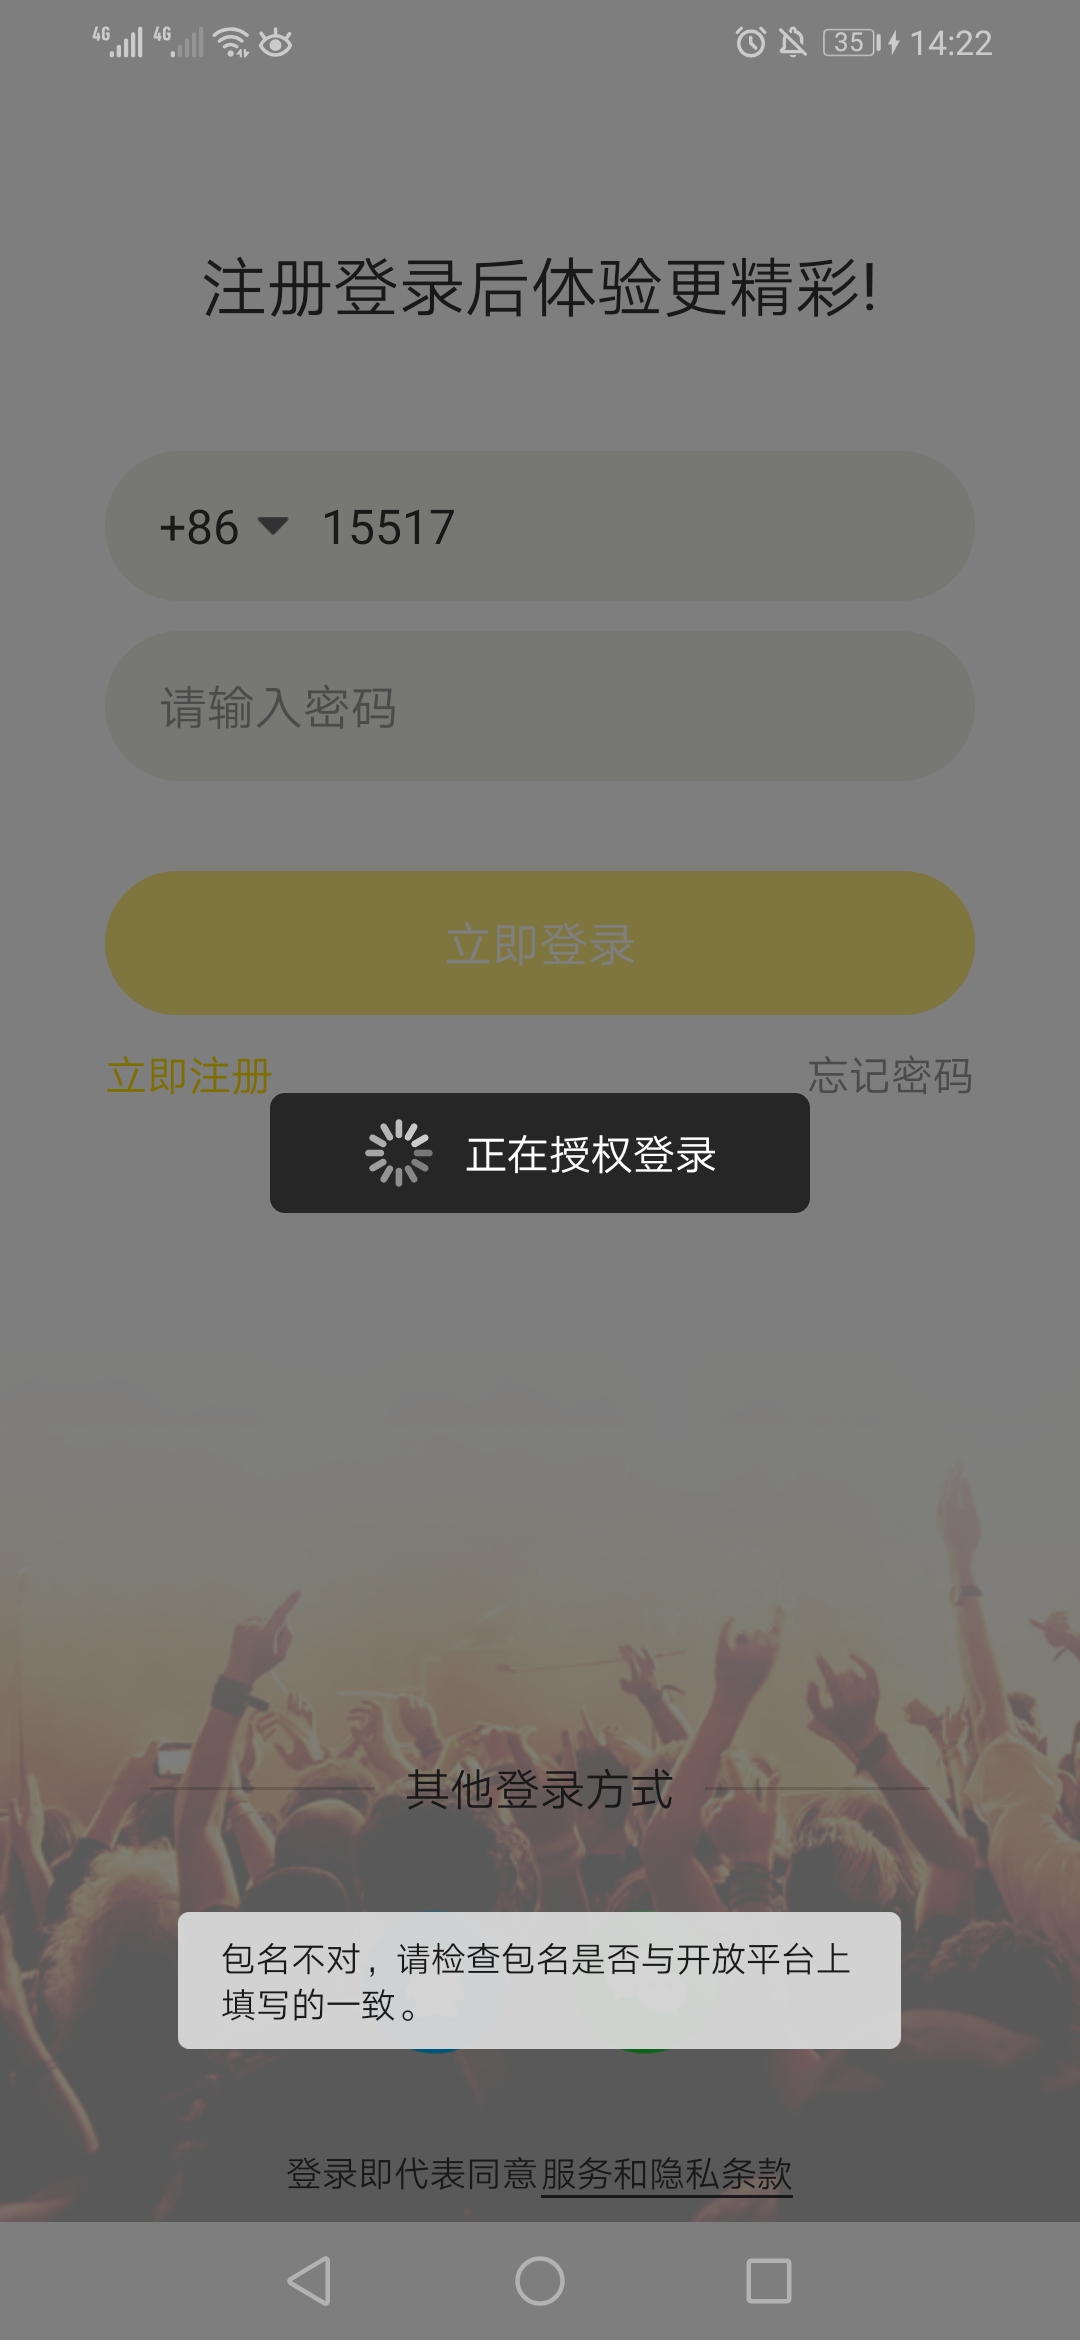 4G 4G 35 14:22
注册登录后体验更精彩!
+86 15517
请输入密码
立即登录
立即注册 忘记密码
正在授权登录
其他登录方式
包名不对，请检查包名是否与开放平台上
填写的一致。
登录即代表同意服务和隐私条款